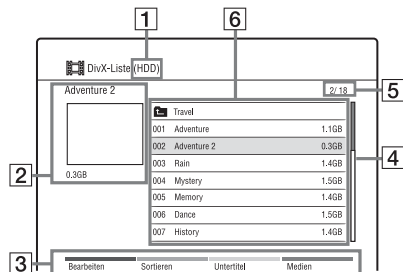 1
6
DivX-Liste (HDD)
Adventure 2
2/ 18
5
Travel
001 Adventure 1.1GB
002 Adventure 2 0.3GB
003 Rain 1.4GB
4
0.3GB
2
004 Mystery 1.5GB
005 Memory 1.4GB
006 Dance 1.5GB
007 History 1.4GB
3
Bearbeiten Sortieren Untertitel Medien